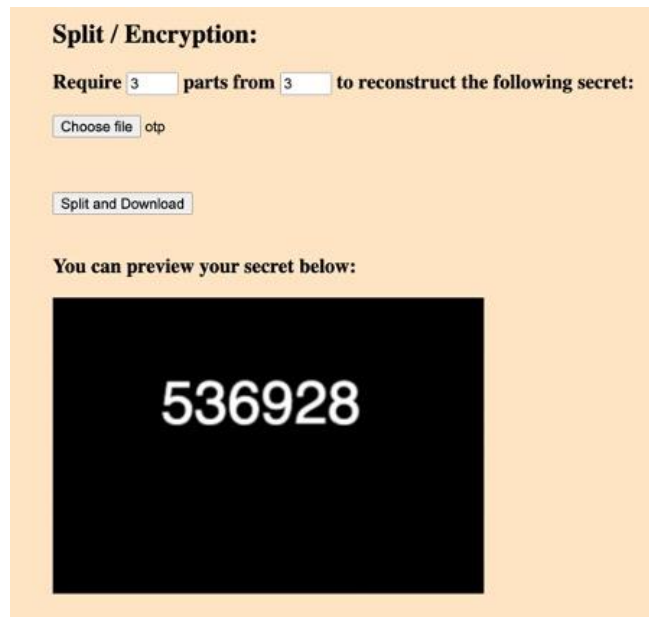 Split / Encryption:
Require 3 parts from 3 to reconstruct the following secret:
Choose file otp
Split and Download
You can preview your secret below:
536928